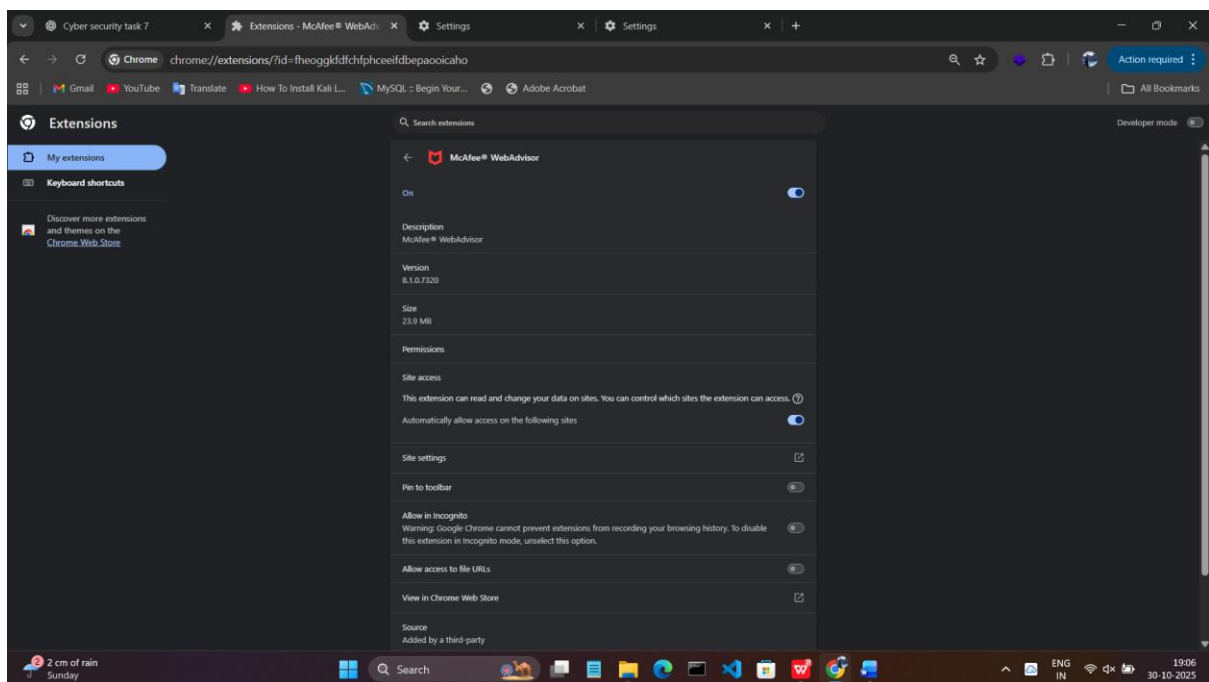 Cyber security task 7
Extensions - McAfee® WebAdv
Settings
Settings
Chrome
chrome://extensions/?id=fheoggkfdfchfphceeifdbepaooicaho
Action required
Gmail
YouTube
Translate
How To Install Kali L...
MySQL :: Begin Your...
Adobe Acrobat
All Bookmarks
Extensions
Search extensions
Developer mode
My extensions
Keyboard shortcuts
Discover more extensions
and themes on the
Chrome Web Store
McAfee® WebAdvisor
On
Description
McAfee® WebAdvisor
Version
8.1.0.7320
Size
23.9 MB
Permissions
Site access
This extension can read and change your data on sites. You can control which sites the extension can access.
Automatically allow access on the following sites
Site settings
Pin to toolbar
Allow in Incognito
Warning: Google Chrome cannot prevent extensions from recording your browsing history. To disable
this extension in Incognito mode, unselect this option.
Allow access to file URLs
View in Chrome Web Store
Source
Added by a third-party
2
2 cm of rain
Sunday
Search
ENG
IN
19:06
30-10-2025